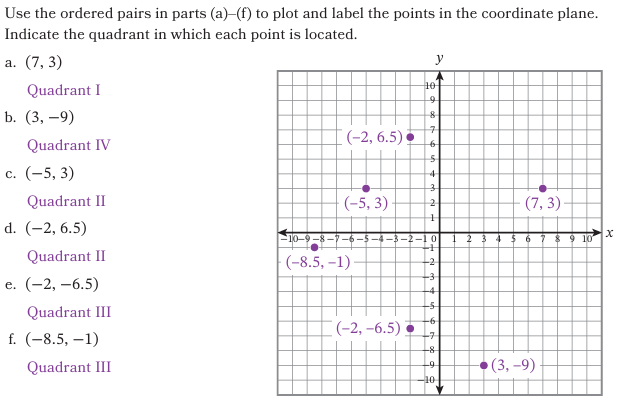 Use the ordered pairs in parts (a)–(f) to plot and label the points in the coordinate plane.
Indicate the quadrant in which each point is located.
a. (7, 3)
Quadrant I
b. (3, −9)
Quadrant IV
c. (−5, 3)
Quadrant II
d. (−2, 6.5)
Quadrant II
e. (−2, −6.5)
Quadrant III
f. (−8.5, −1)
Quadrant III
y
10
9
8
7
(−2, 6.5)
6
5
4
3
(−5, 3)
(7, 3)
2
1
x
−10 −9 −8 −7 −6 −5 −4 −3 −2 −1 0 1 2 3 4 5 6 7 8 9 10
−1
(−8.5, −1)
−2
−3
−4
−5
−6
(−2, −6.5)
−7
−8
−9
(3, −9)
−10